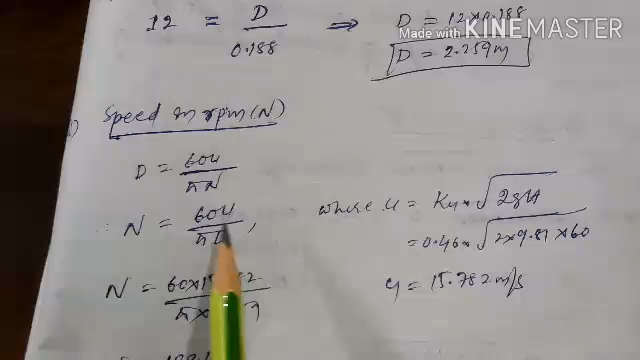 12 = D / 0.188 ⇒ D = 12×0.188
Made with KINEMASTER
D = 2.259m
Speed in rpm (N)
D = 60u / πN
∴ N = 60u / πD , where u = Ku × √2gH
= 0.46 × √2×9.81×60
N = 60×15.782 / π×
u = 15.782 m/s